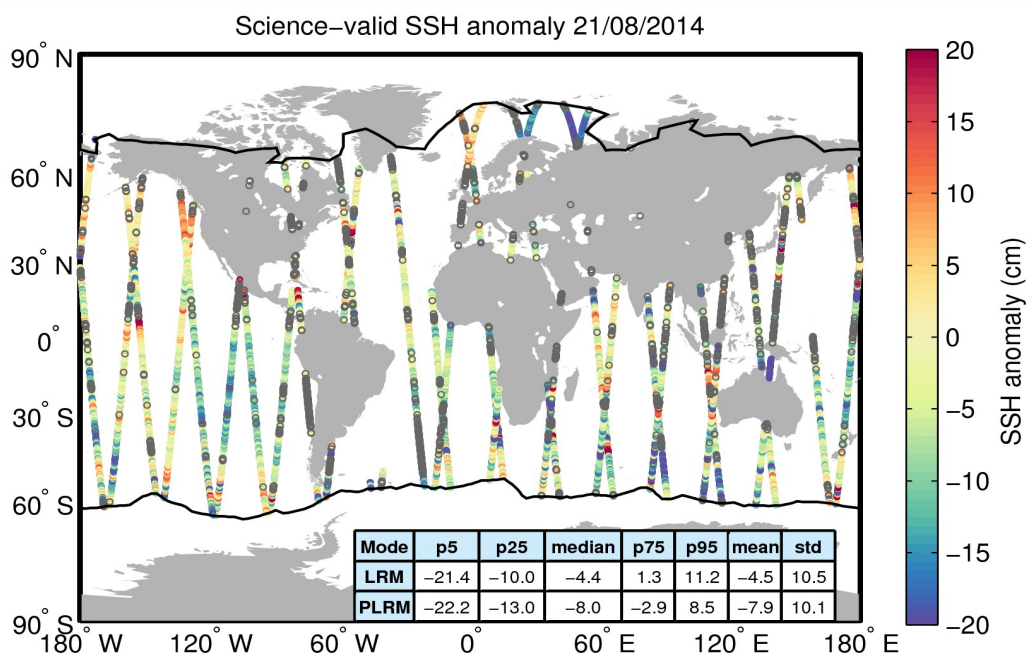 Science−valid SSH anomaly 21/08/2014
90° N
60° N
30° N
0°
30° S
60° S
90° S
180° W
120° W
60° W
0°
60° E
120° E
180° E
Mode p5 p25 median p75 p95 mean std
LRM −21.4 −10.0 −4.4 1.3 11.2 −4.5 10.5
PLRM −22.2 −13.0 −8.0 −2.9 8.5 −7.9 10.1
20
15
10
5
0
−5
−10
−15
−20
SSH anomaly (cm)